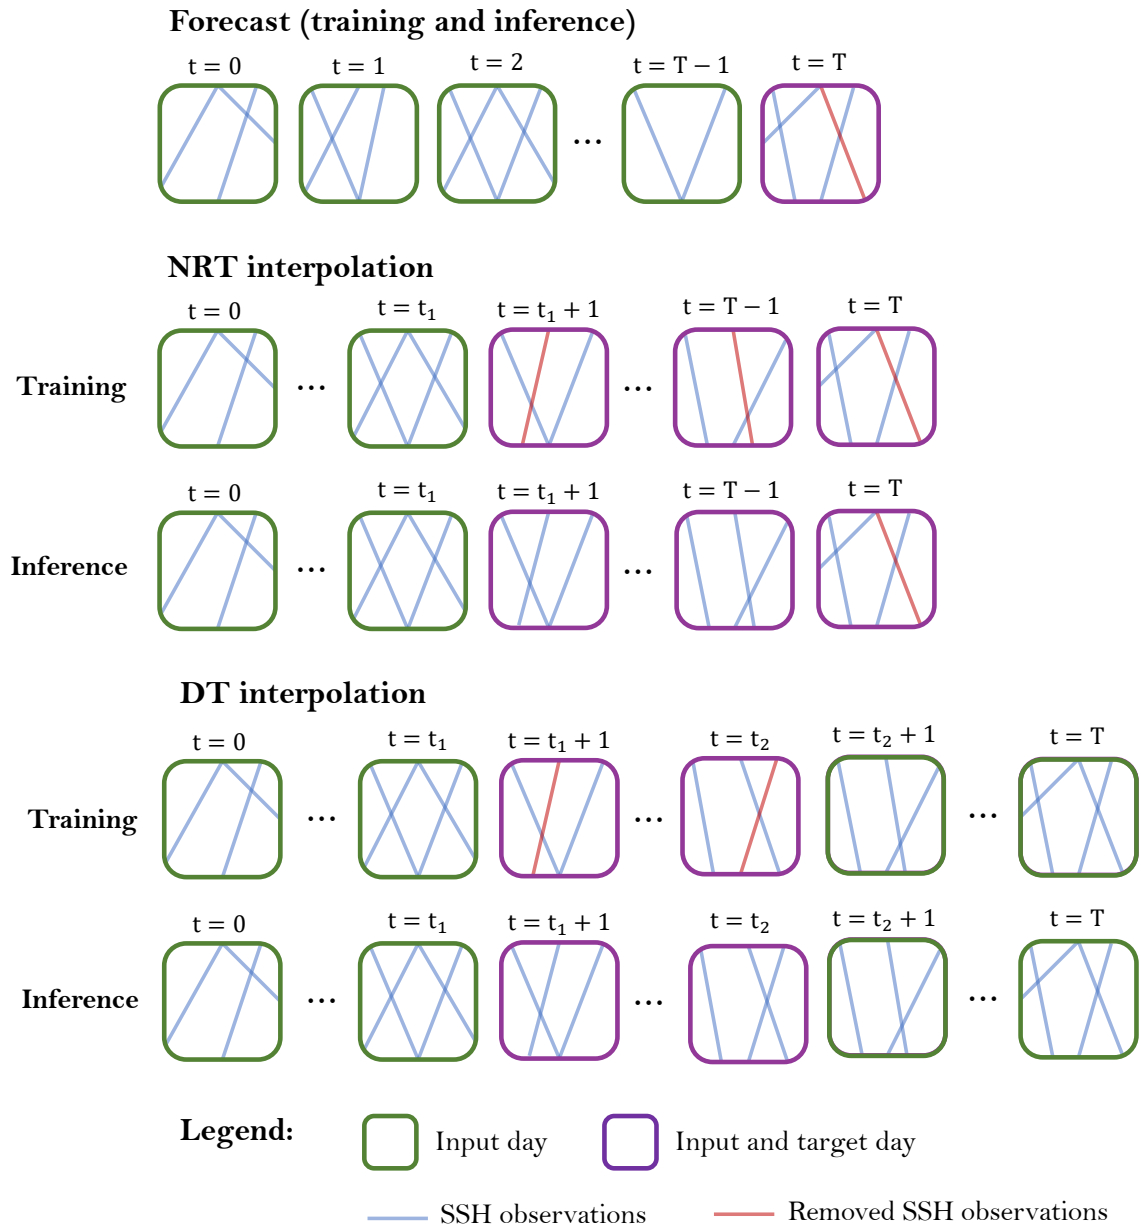 Forecast (training and inference)
t = 0 t = 1 t = 2 t = T − 1 t = T
...
NRT interpolation
t = 0 t = t₁ t = t₁ + 1 t = T − 1 t = T
Training ... ...
t = 0 t = t₁ t = t₁ + 1 t = T − 1 t = T
Inference ... ...
DT interpolation
t = 0 t = t₁ t = t₁ + 1 t = t₂ t = t₂ + 1 t = T
Training ... ... ...
t = 0 t = t₁ t = t₁ + 1 t = t₂ t = t₂ + 1 t = T
Inference ... ... ...
Legend: Input day Input and target day
SSH observations Removed SSH observations